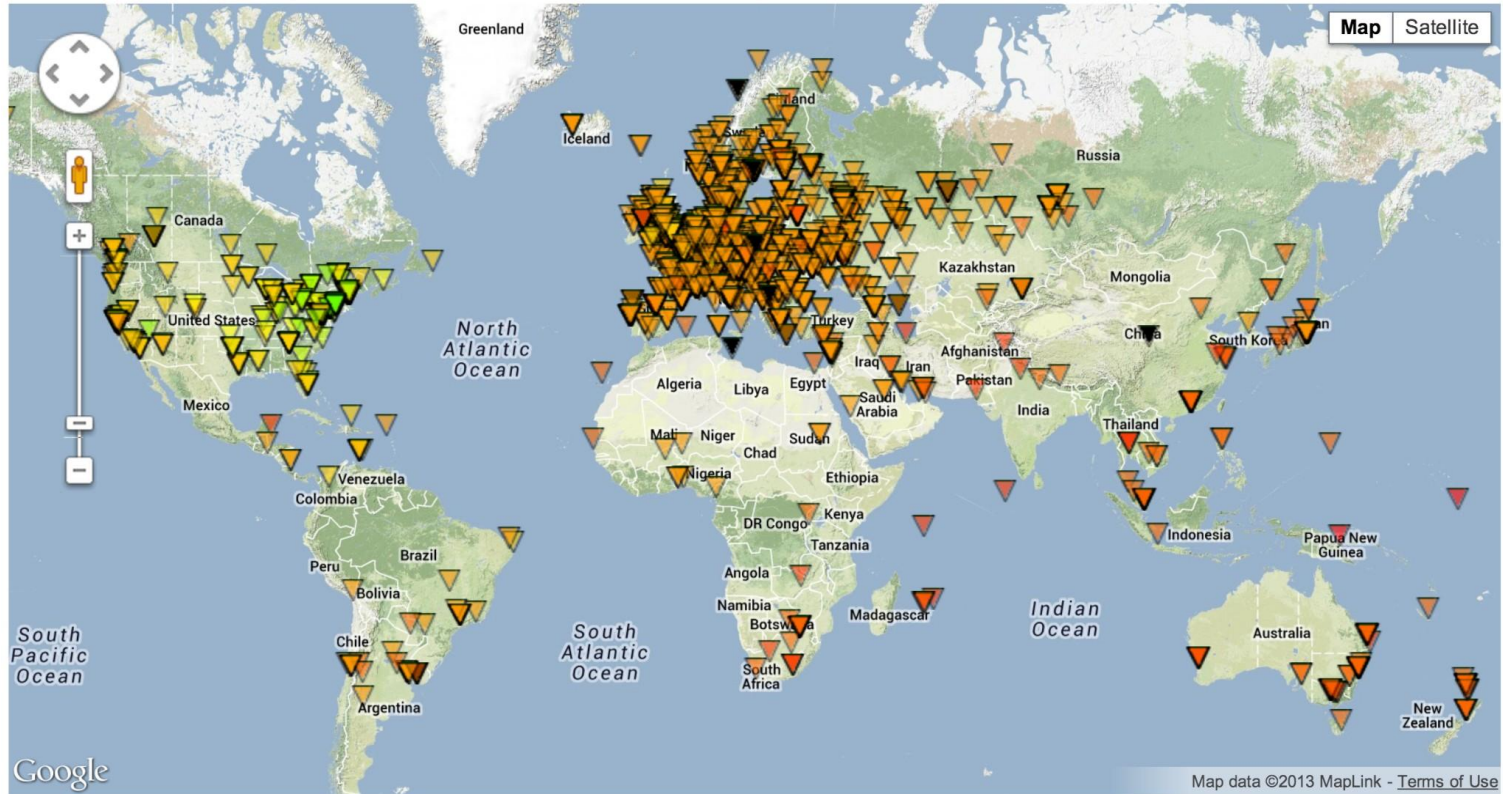 Greenland
Map Satellite
Iceland
Russia
Canada
Kazakhstan
Mongolia
United States
Turkey
China
South Korea
North
Atlantic
Ocean
Afghanistan
Iraq Iran
Pakistan
Algeria Libya Egypt
Saudi
Arabia
India
Mexico
Thailand
Mali Niger
Sudan
Chad
Nigeria
Ethiopia
Venezuela
Colombia
DR Congo
Kenya
Tanzania
Indonesia
Papua New
Guinea
Brazil
Peru
Bolivia
Angola
Namibia
Madagascar
Indian
Ocean
Australia
South
Pacific
Ocean
Chile
South
Atlantic
Ocean
South
Africa
Argentina
New
Zealand
Google
Map data ©2013 MapLink - Terms of Use